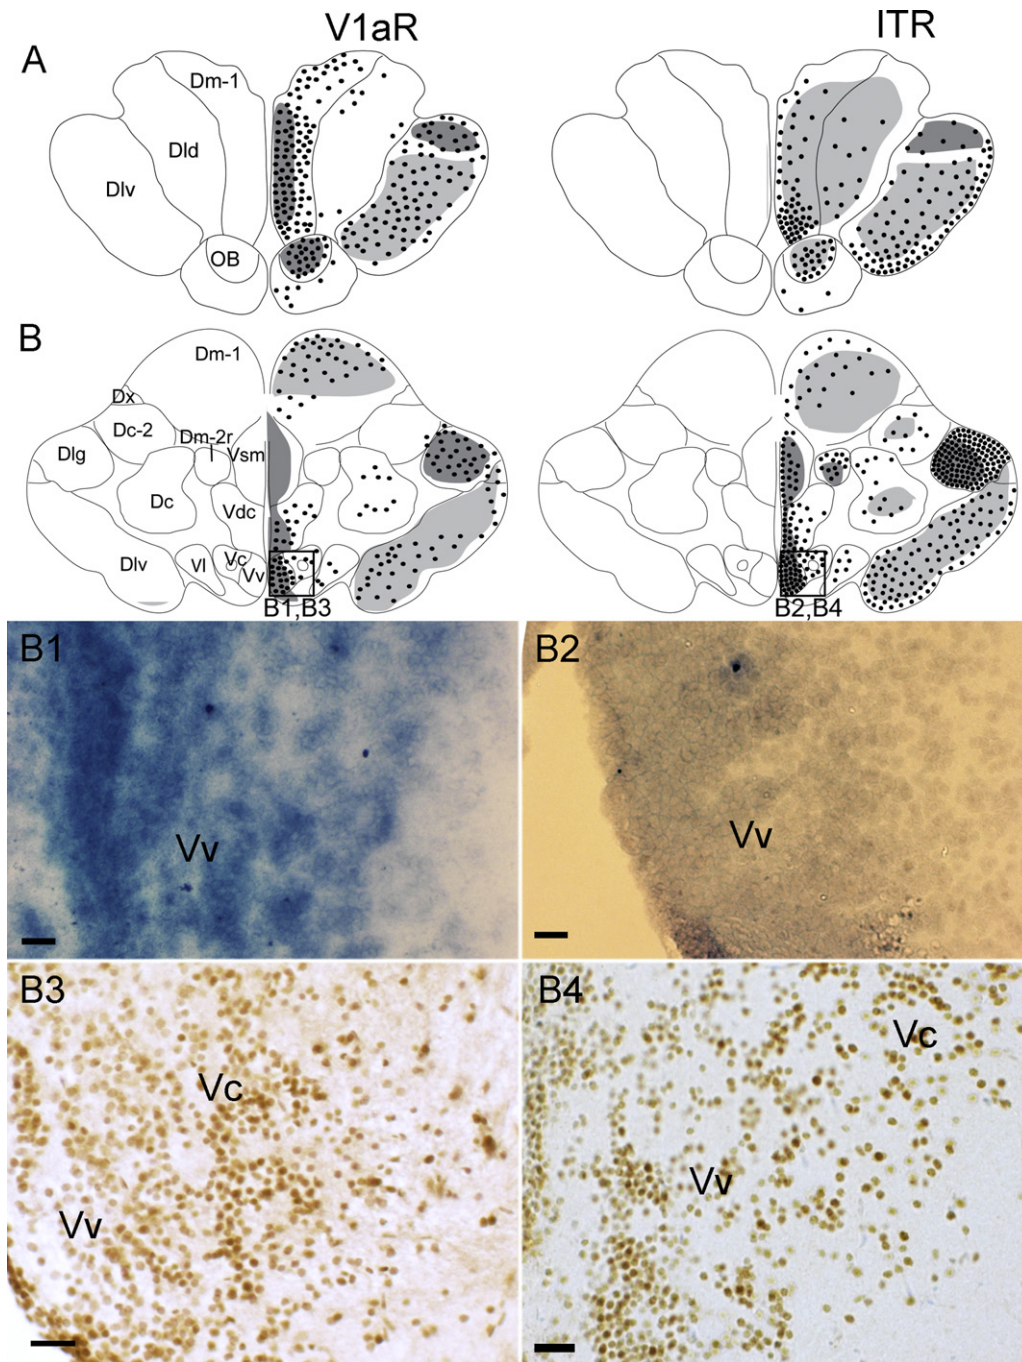 V1aR
ITR
A
Dm-1
Dld
Dlv
OB
B
Dm-1
Dx
Dc-2
Dm-2r
Dlg
Vsm
Dc
Vdc
Dlv
Vl
Vc
Vv
B1,B3
B2,B4
B1
Vv
B2
Vv
B3
Vc
Vv
B4
Vc
Vv